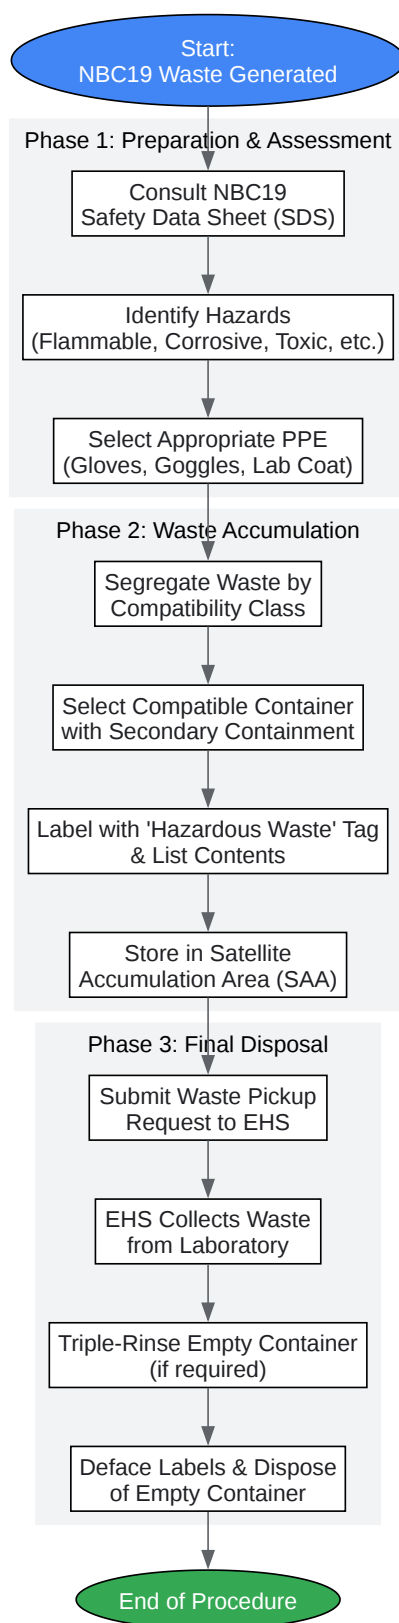 Start:
NBC19 Waste Generated
Phase 1: Preparation & Assessment
Consult NBC19
Safety Data Sheet (SDS)
Identify Hazards
(Flammable, Corrosive, Toxic, etc.)
Select Appropriate PPE
(Gloves, Goggles, Lab Coat)
Phase 2: Waste Accumulation
Segregate Waste by
Compatibility Class
Select Compatible Container
with Secondary Containment
Label with 'Hazardous Waste' Tag
& List Contents
Store in Satellite
Accumulation Area (SAA)
Phase 3: Final Disposal
Submit Waste Pickup
Request to EHS
EHS Collects Waste
from Laboratory
Triple-Rinse Empty Container
(if required)
Deface Labels & Dispose
of Empty Container
End of Procedure